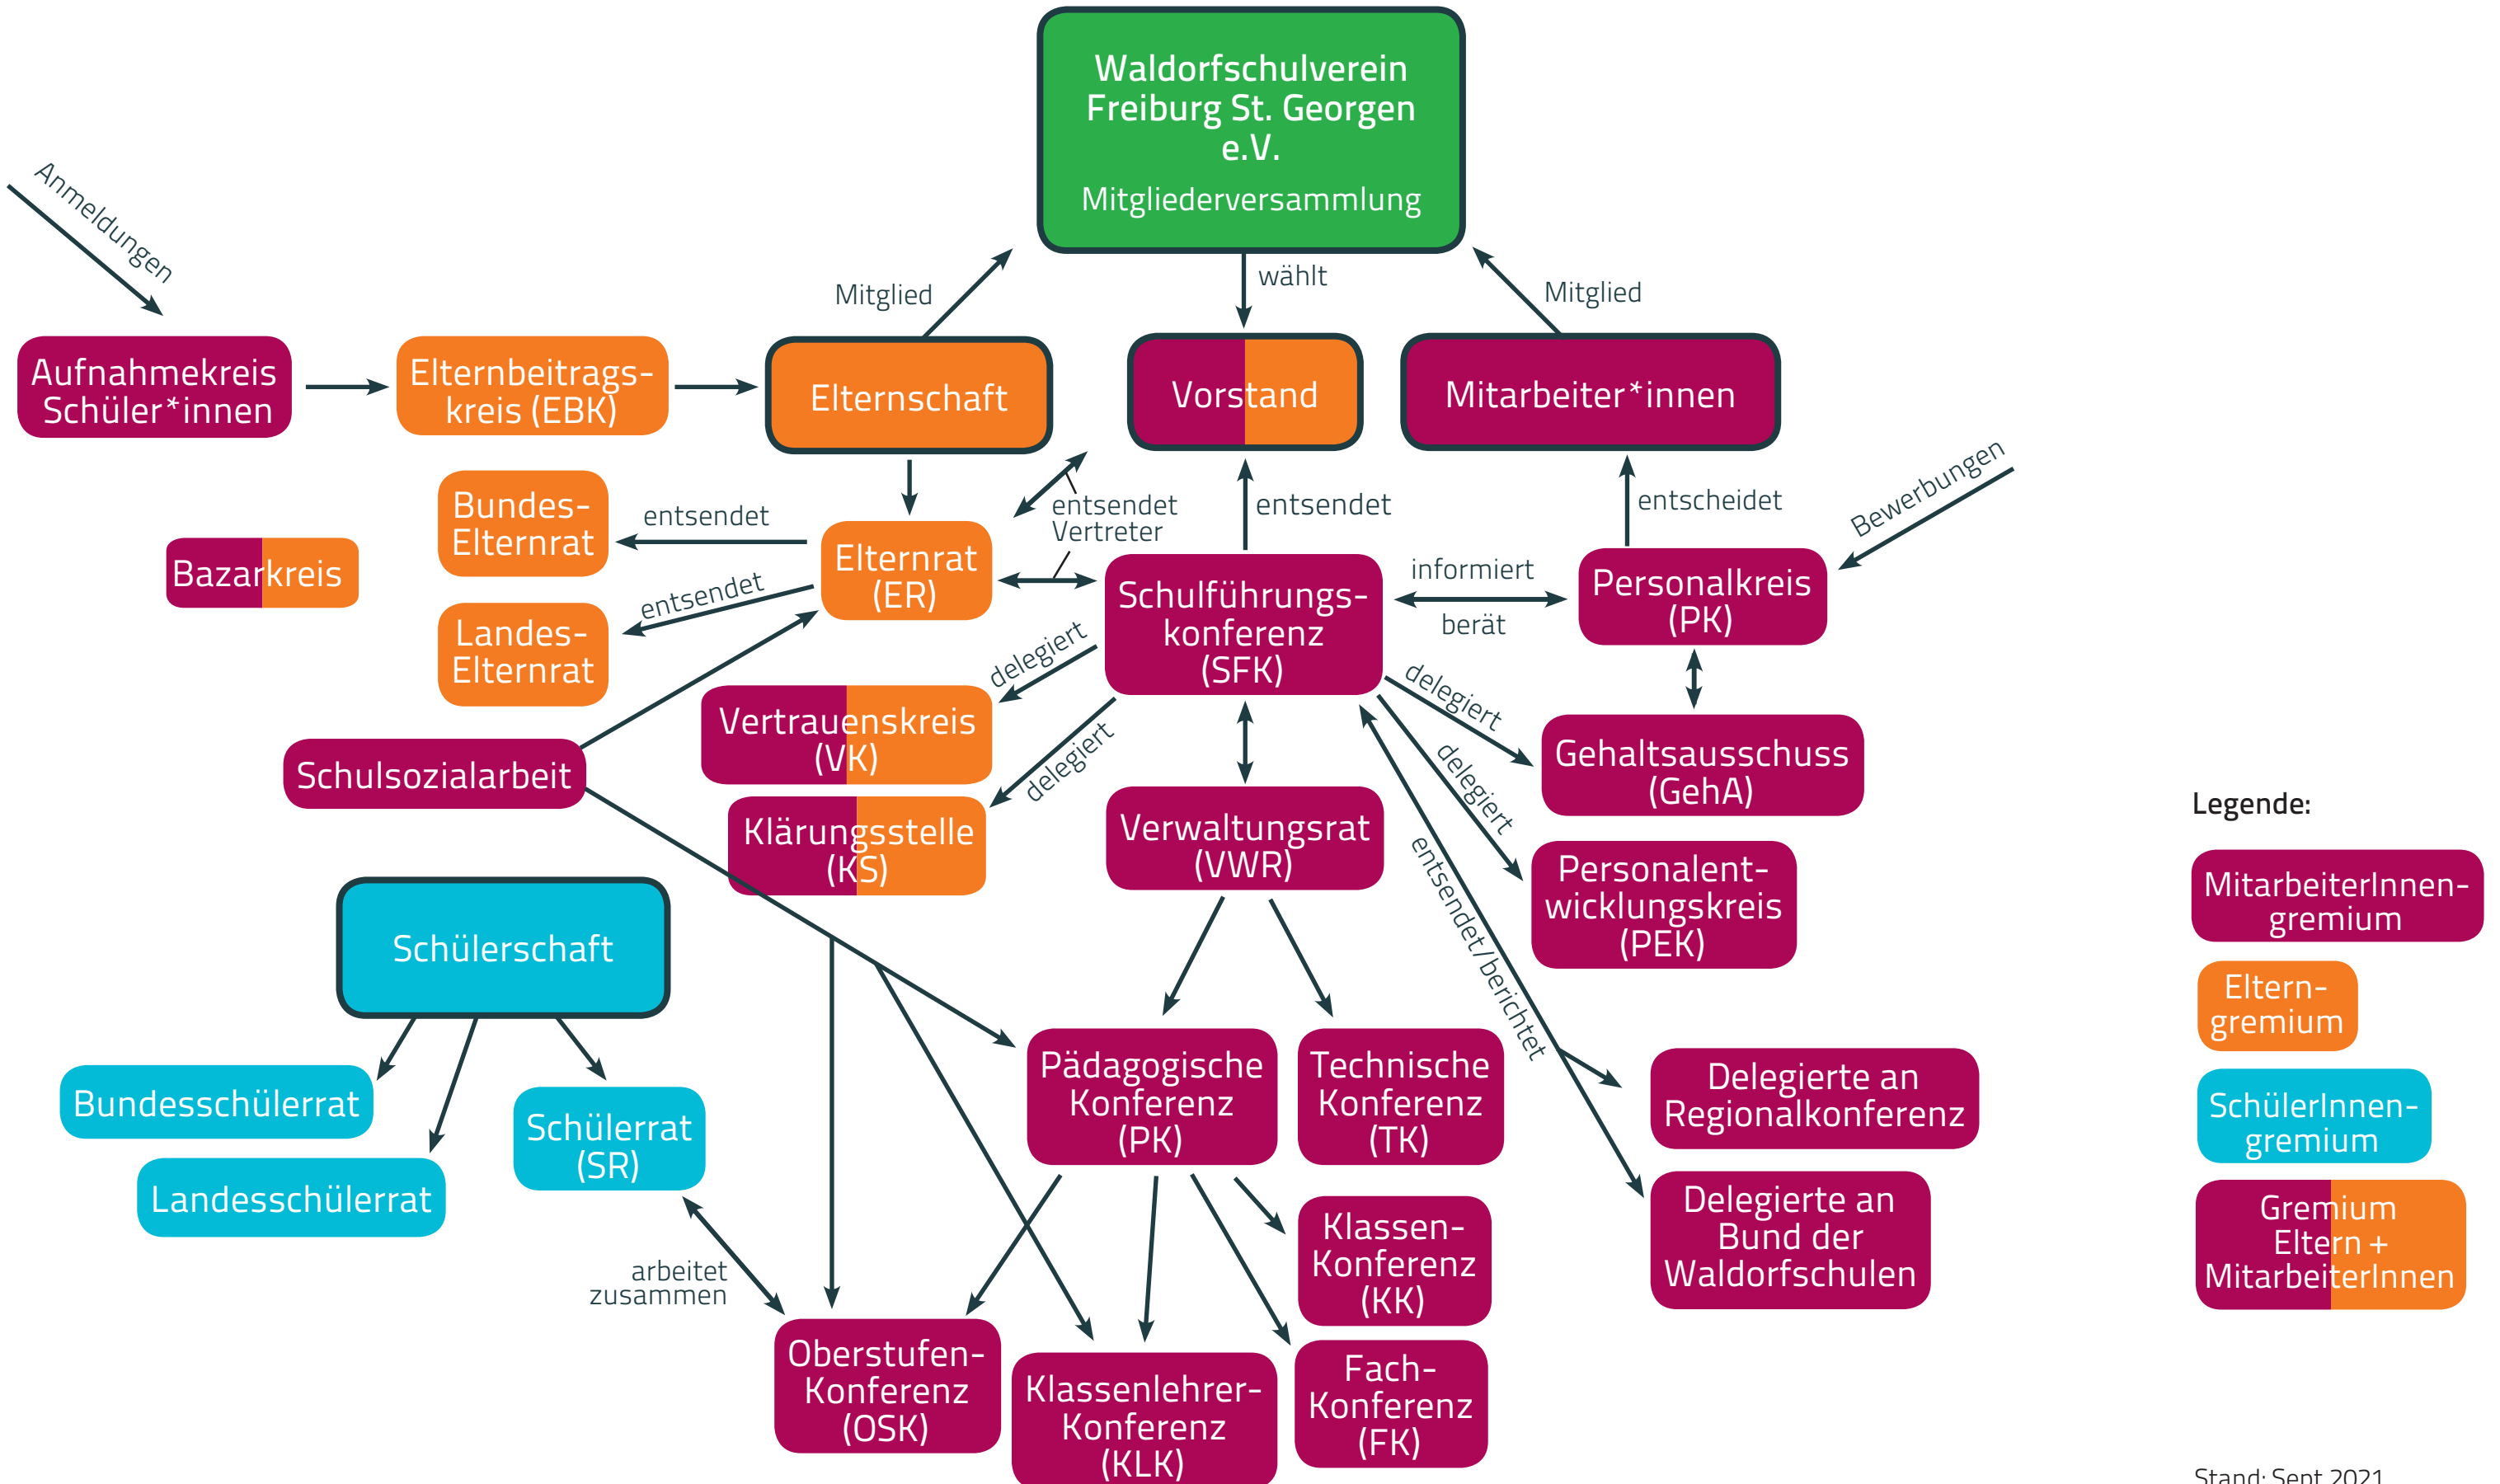 Waldorfschulverein
Freiburg St. Georgen
e.V.
Mitgliederversammlung
Anmeldungen
Mitglied
wählt
Mitglied
Aufnahmekreis
Schüler*innen
Elternbeitrags-
kreis (EBK)
Elternschaft
Vorstand
Mitarbeiter*innen
Bundes-
Elternrat
entsendet
entsendet
Vertreter
entsendet
entscheidet
Bewerbungen
Bazarkreis
Elternrat
(ER)
Schulführungs-
konferenz
(SFK)
informiert
berät
Personalkreis
(PK)
Landes-
Elternrat
entsendet
delegiert
delegiert
Vertrauenskreis
(VK)
delegiert
delegiert
Gehaltsausschuss
(GehA)
Schulsozialarbeit
Klärungsstelle
(KS)
Verwaltungsrat
(VWR)
entsendet/berichtet
Personalent-
wicklungskreis
(PEK)
Schülerschaft
Bundesschülerrat
Landesschülerrat
Schülerrat
(SR)
Pädagogische
Konferenz
(PK)
Technische
Konferenz
(TK)
Delegierte an
Regionalkonferenz
Delegierte an
Bund der
Waldorfschulen
arbeitet
zusammen
Klassen-
Konferenz
(KK)
Oberstufen-
Konferenz
(OSK)
Klassenlehrer-
Konferenz
(KLK)
Fach-
Konferenz
(FK)
Legende:
MitarbeiterInnen-
gremium
Eltern-
gremium
SchülerInnen-
gremium
Gremium
Eltern +
MitarbeiterInnen
Stand: Sept 2021